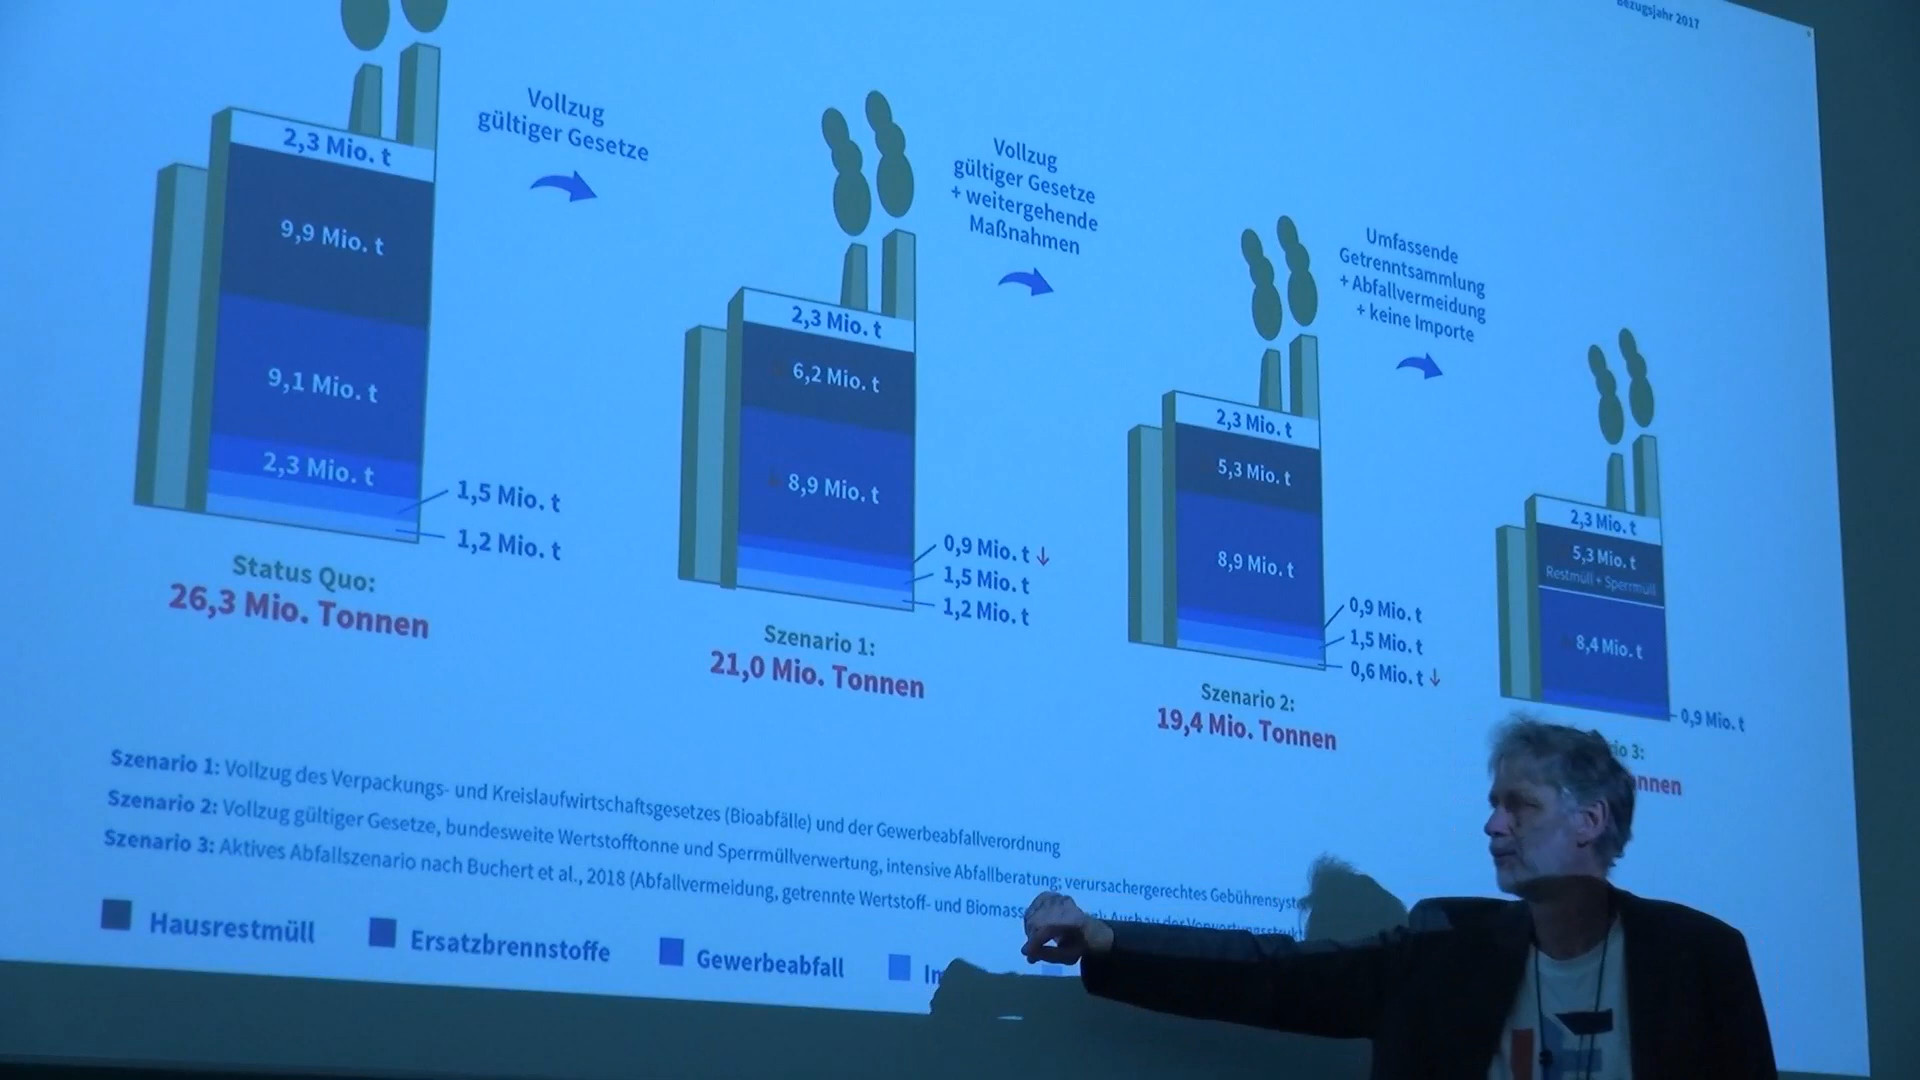 Bezugsjahr 2017
2,3 Mio. t
9,9 Mio. t
9,1 Mio. t
2,3 Mio. t
1,5 Mio. t
1,2 Mio. t
Status Quo:
26,3 Mio. Tonnen
Vollzug
gültiger Gesetze
2,3 Mio. t
6,2 Mio. t
8,9 Mio. t
0,9 Mio. t ↓
1,5 Mio. t
1,2 Mio. t
Szenario 1:
21,0 Mio. Tonnen
Vollzug
gültiger Gesetze
+ weitergehende
Maßnahmen
2,3 Mio. t
5,3 Mio. t
8,9 Mio. t
0,9 Mio. t
1,5 Mio. t
0,6 Mio. t ↓
Szenario 2:
19,4 Mio. Tonnen
Umfassende
Getrenntsammlung
+ Abfallvermeidung
+ keine Importe
2,3 Mio. t
5,3 Mio. t
Restmüll + Sperrmüll
8,4 Mio. t
0,9 Mio. t
3:
Szenario 1: Vollzug des Verpackungs- und Kreislaufwirtschaftsgesetzes (Bioabfälle) und der Gewerbeabfallverordnung
Szenario 2: Vollzug gültiger Gesetze, bundesweite Wertstofftonne und Sperrmüllverwertung, intensive Abfallberatung; verursachergerechtes
Szenario 3: Aktives Abfallszenario nach Buchert et al., 2018 (Abfallvermeidung, getrennte Wertstoff- und
Hausrestmüll
Ersatzbrennstoffe
Gewerbeabfall